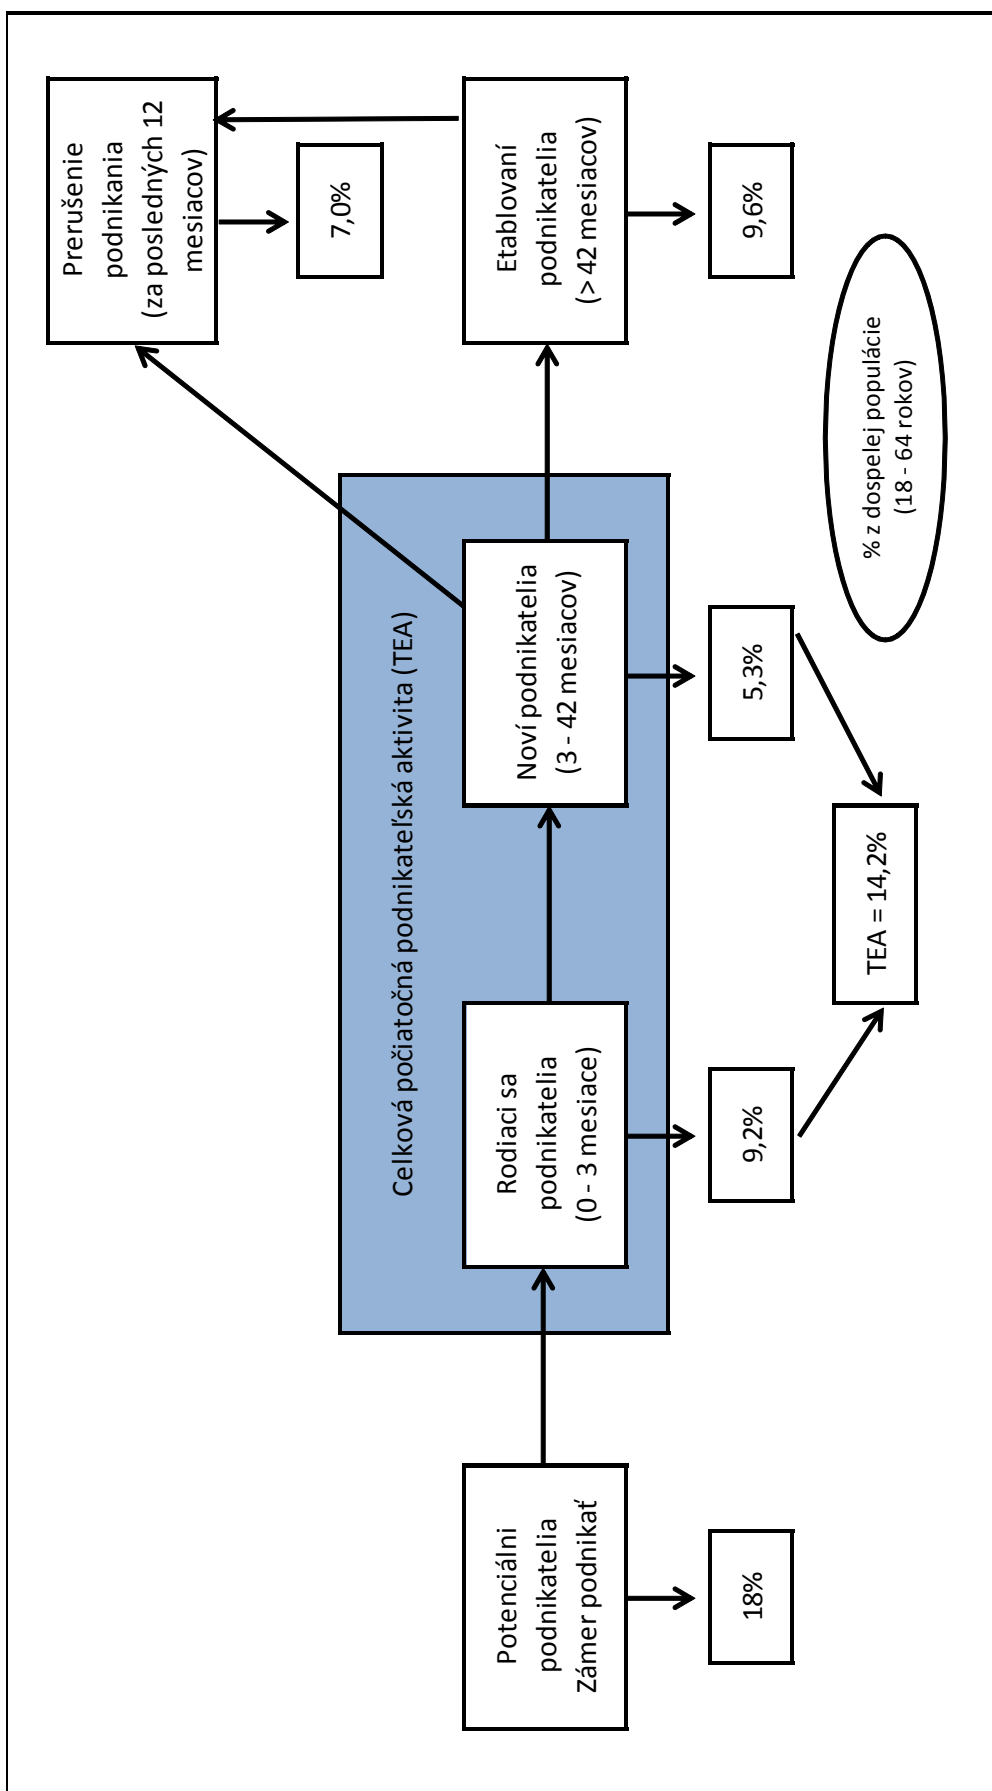 Prerušenie
podnikania
(za posledných 12
mesiacov)
7,0%
Celková počiatočná podnikateľská aktivita (TEA)
Potenciálni
podnikatelia
Zámer podnikať
Rodiaci sa
podnikatelia
(0 - 3 mesiace)
Noví podnikatelia
(3 - 42 mesiacov)
Etablovaní
podnikatelia
(> 42 mesiacov)
18%
9,2%
5,3%
9,6%
TEA = 14,2%
% z dospelej populácie
(18 - 64 rokov)